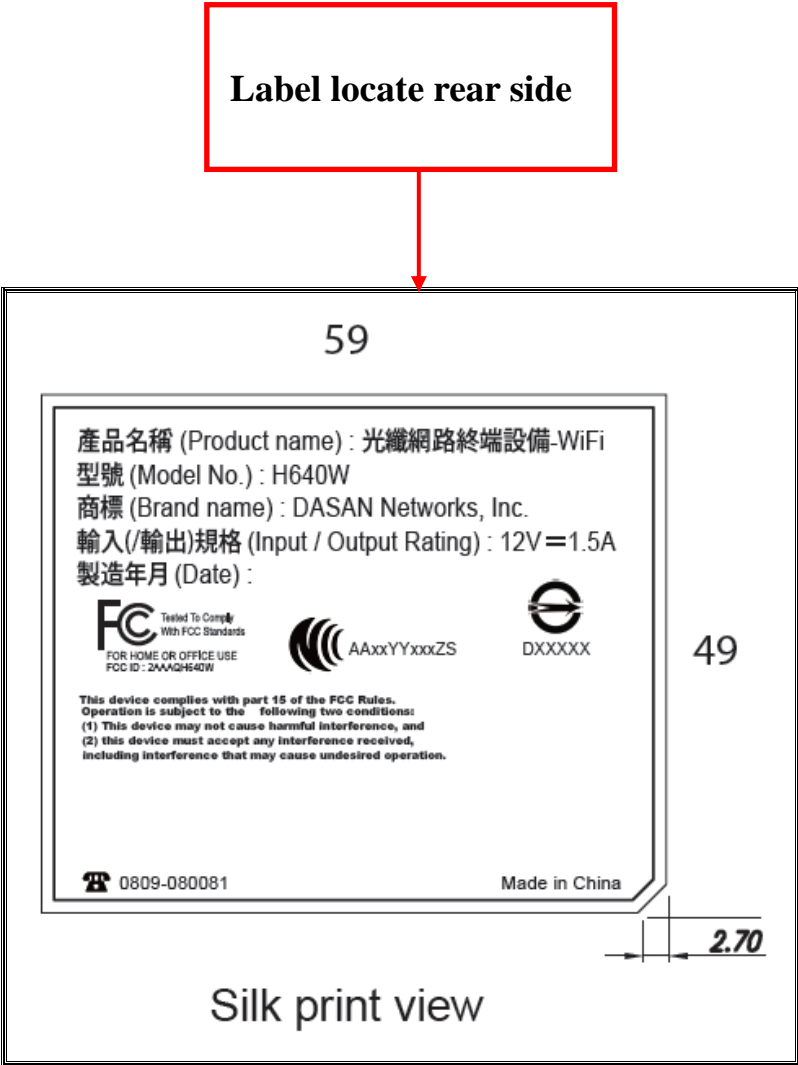 Label locate rear side
59
產品名稱 (Product name) : 光纖網路終端設備-WiFi
型號 (Model No.) : H640W
商標 (Brand name) : DASAN Networks, Inc.
輸入(/輸出)規格 (Input / Output Rating) : 12V⎓1.5A
製造年月 (Date) :
FC Tested To Comply
With FCC Standards
FOR HOME OR OFFICE USE
FCC ID : 2AAAQH640W
AAxxYYxxxZS
DXXXXX
49
This device complies with part 15 of the FCC Rules.
Operation is subject to the following two conditions:
(1) This device may not cause harmful interference, and
(2) this device must accept any interference received,
including interference that may cause undesired operation.
☎ 0809-080081
Made in China
2.70
Silk print view